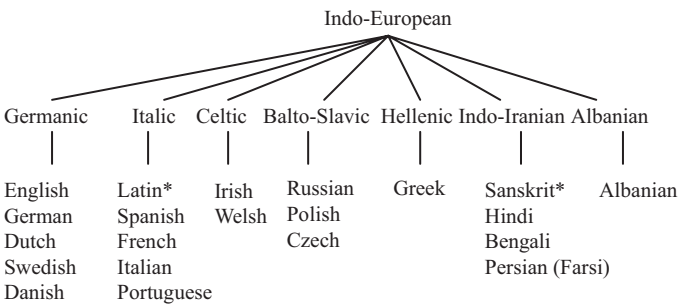 Indo-European
Germanic Italic Celtic Balto-Slavic Hellenic Indo-Iranian Albanian
English Latin* Irish Russian Greek Sanskrit* Albanian
German Spanish Welsh Polish Hindi
Dutch French Czech Bengali
Swedish Italian Persian (Farsi)
Danish Portuguese